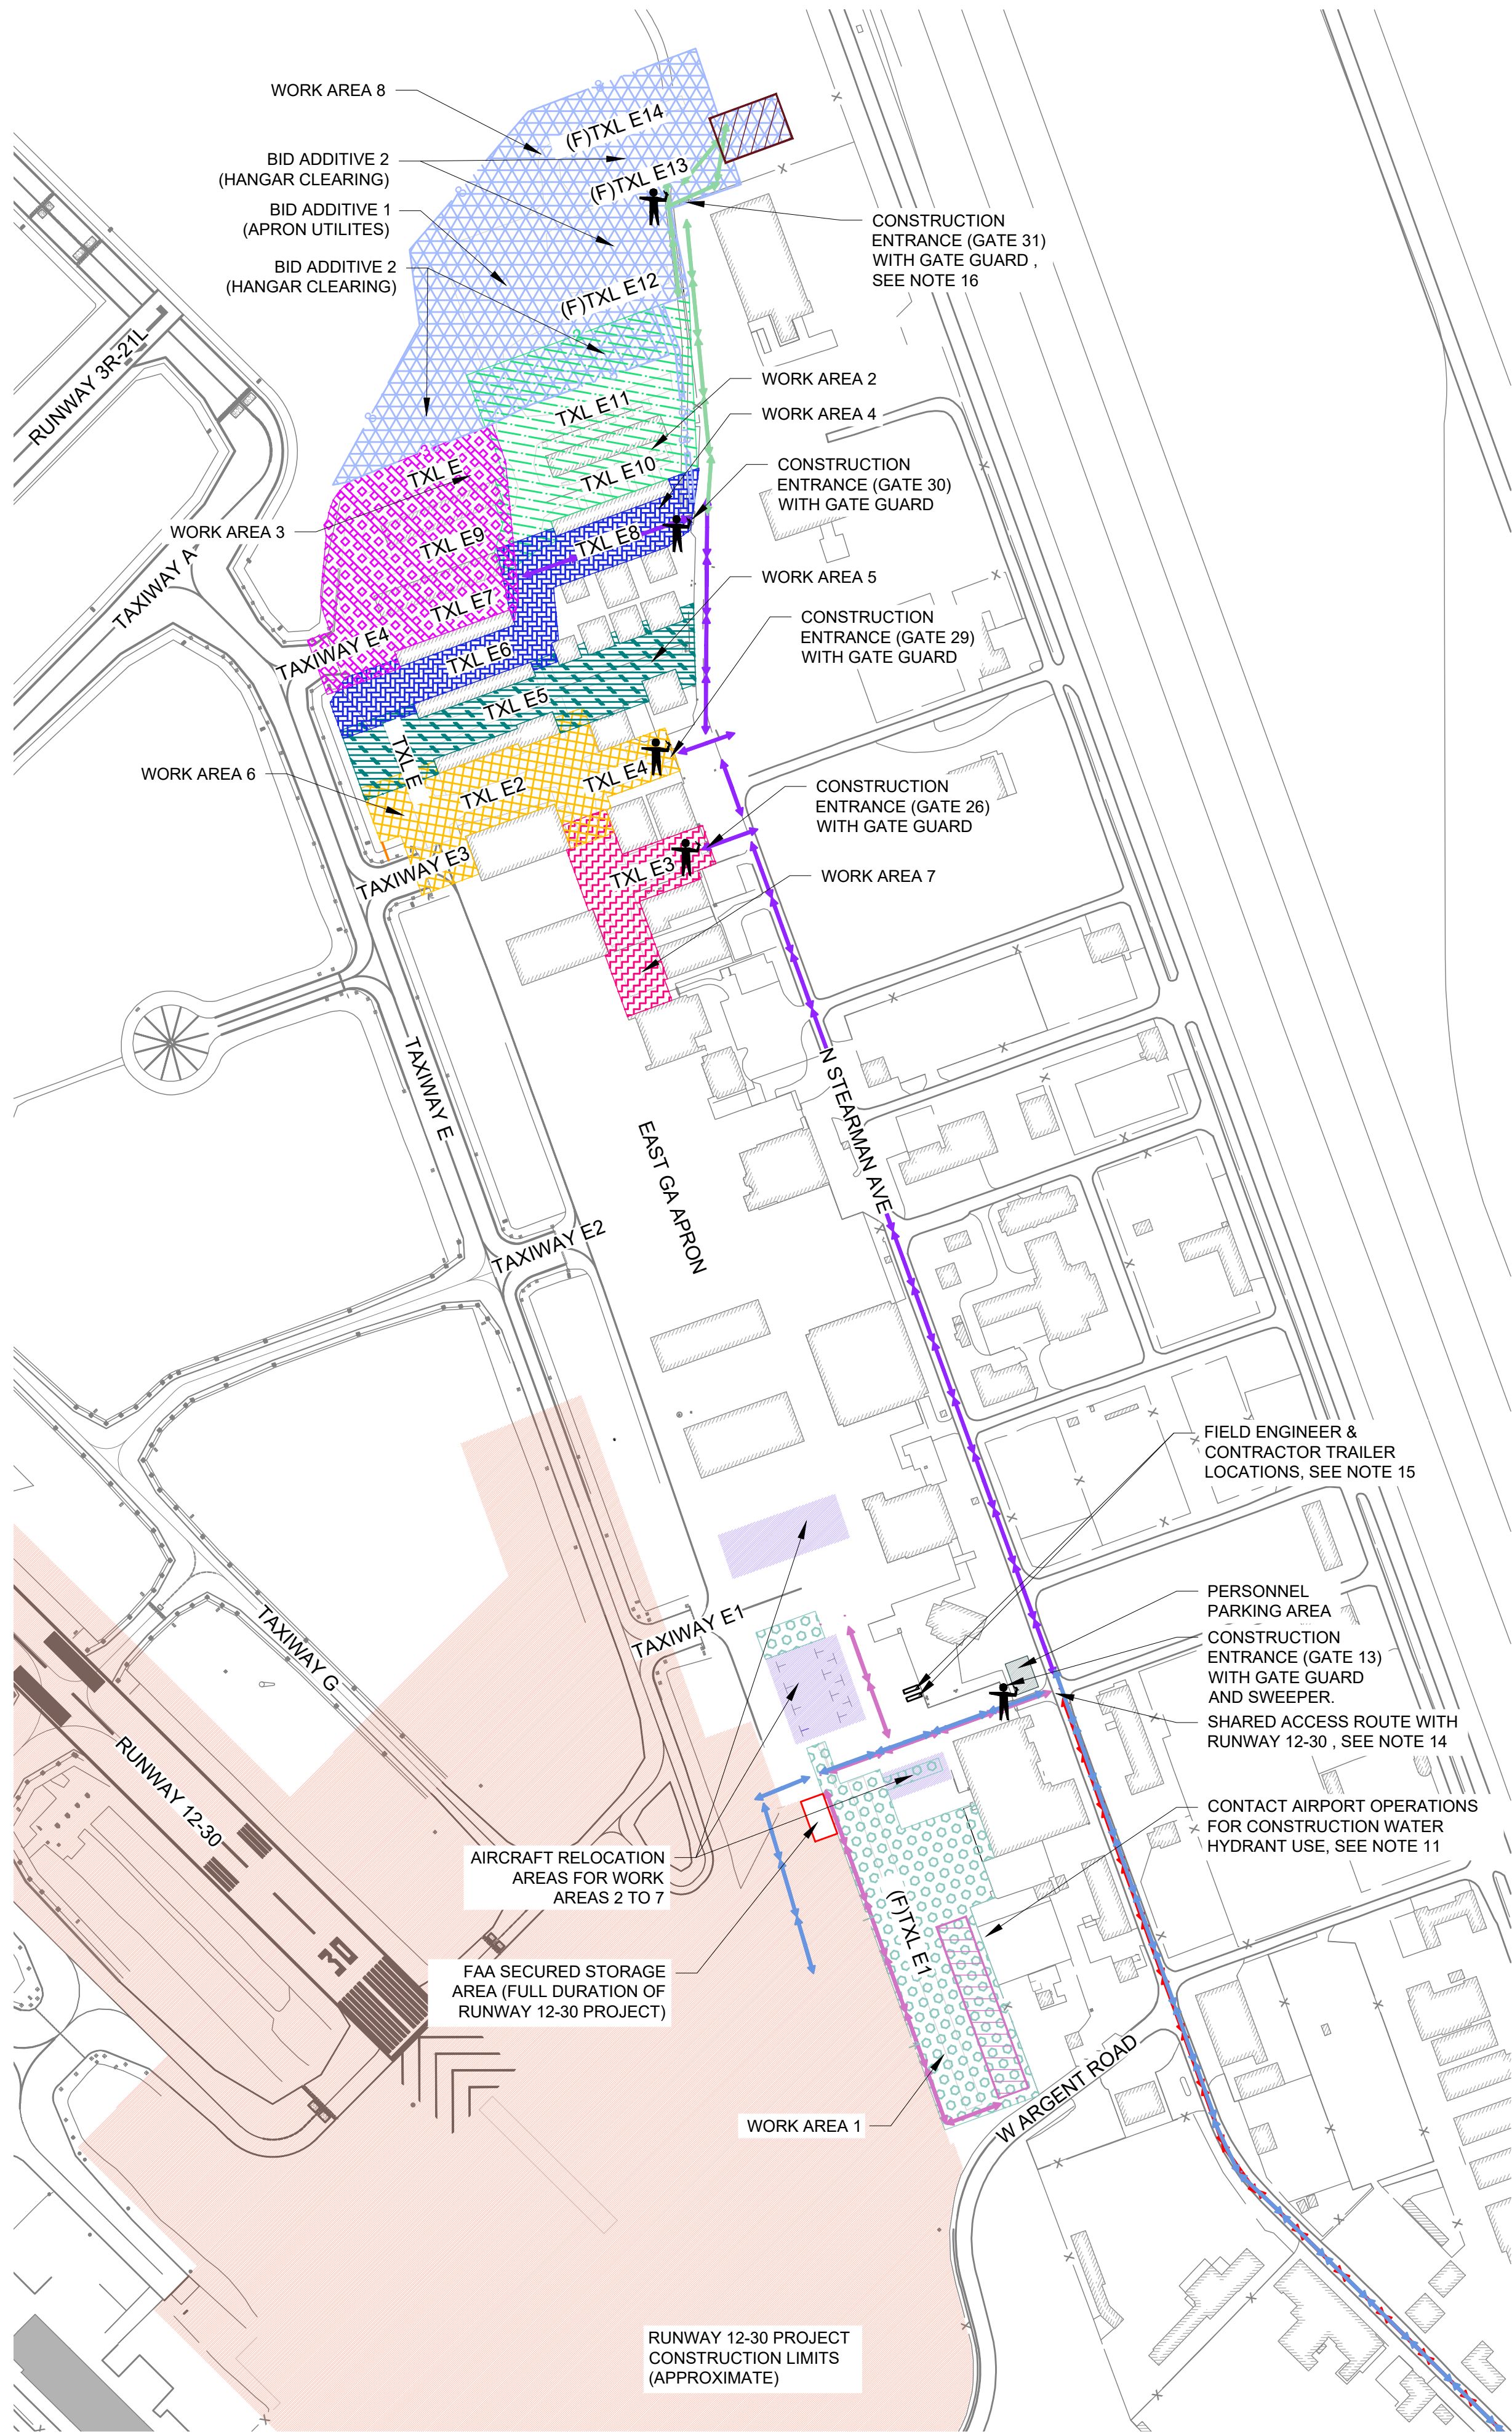 WORK AREA 8
(F)TXL E14
BID ADDITIVE 2
(HANGAR CLEARING)
(F)TXL E13
BID ADDITIVE 1
(APRON UTILITES)
CONSTRUCTION
ENTRANCE (GATE 31)
WITH GATE GUARD ,
SEE NOTE 16
BID ADDITIVE 2
(HANGAR CLEARING)
(F)TXL E12
RUNWAY 3R-21L
WORK AREA 2
TXL E11
WORK AREA 4
TXL E
TXL E10
CONSTRUCTION
ENTRANCE (GATE 30)
WITH GATE GUARD
WORK AREA 3
TXL E9
TXL E8
TAXIWAY A
WORK AREA 5
TXL E7
CONSTRUCTION
ENTRANCE (GATE 29)
WITH GATE GUARD
TAXIWAY E4
TXL E6
TXL E5
TXL E
WORK AREA 6
TXL E2
TXL E4
CONSTRUCTION
ENTRANCE (GATE 26)
WITH GATE GUARD
TAXIWAY E3
TXL E3
WORK AREA 7
TAXIWAY E
N STEARMAN AVE
EAST GA APRON
TAXIWAY E2
FIELD ENGINEER &
CONTRACTOR TRAILER
LOCATIONS, SEE NOTE 15
TAXIWAY G
TAXIWAY E1
PERSONNEL
PARKING AREA
CONSTRUCTION
ENTRANCE (GATE 13)
WITH GATE GUARD
AND SWEEPER.
SHARED ACCESS ROUTE WITH
RUNWAY 12-30 , SEE NOTE 14
RUNWAY 12-30
CONTACT AIRPORT OPERATIONS
FOR CONSTRUCTION WATER
HYDRANT USE, SEE NOTE 11
AIRCRAFT RELOCATION
AREAS FOR WORK
AREAS 2 TO 7
(F)TXL E1
30
FAA SECURED STORAGE
AREA (FULL DURATION OF
RUNWAY 12-30 PROJECT)
WORK AREA 1
W ARGENT ROAD
RUNWAY 12-30 PROJECT
CONSTRUCTION LIMITS
(APPROXIMATE)